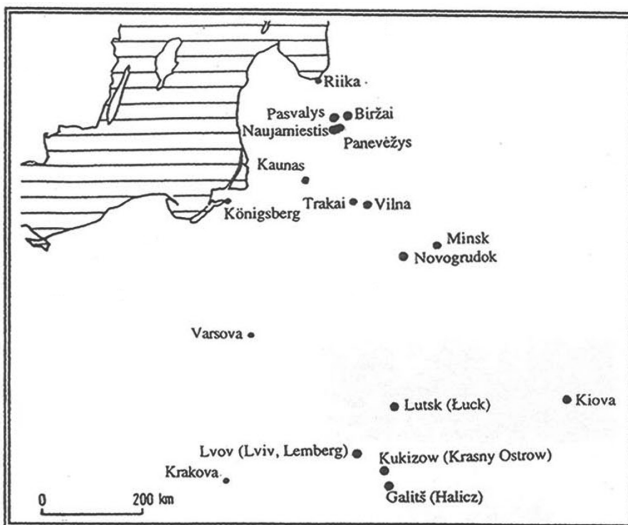 Riika
Pasvalys
Biržai
Naujamiestis
Panevėžys
Kaunas
Trakai
Vilna
Königsberg
Minsk
Novogrudok
Varsova
Lutsk (Łuck)
Kiova
Lvov (Lviv, Lemberg)
Kukizow (Krasny Ostrow)
Krakova
Galitš (Halicz)
0 200 km